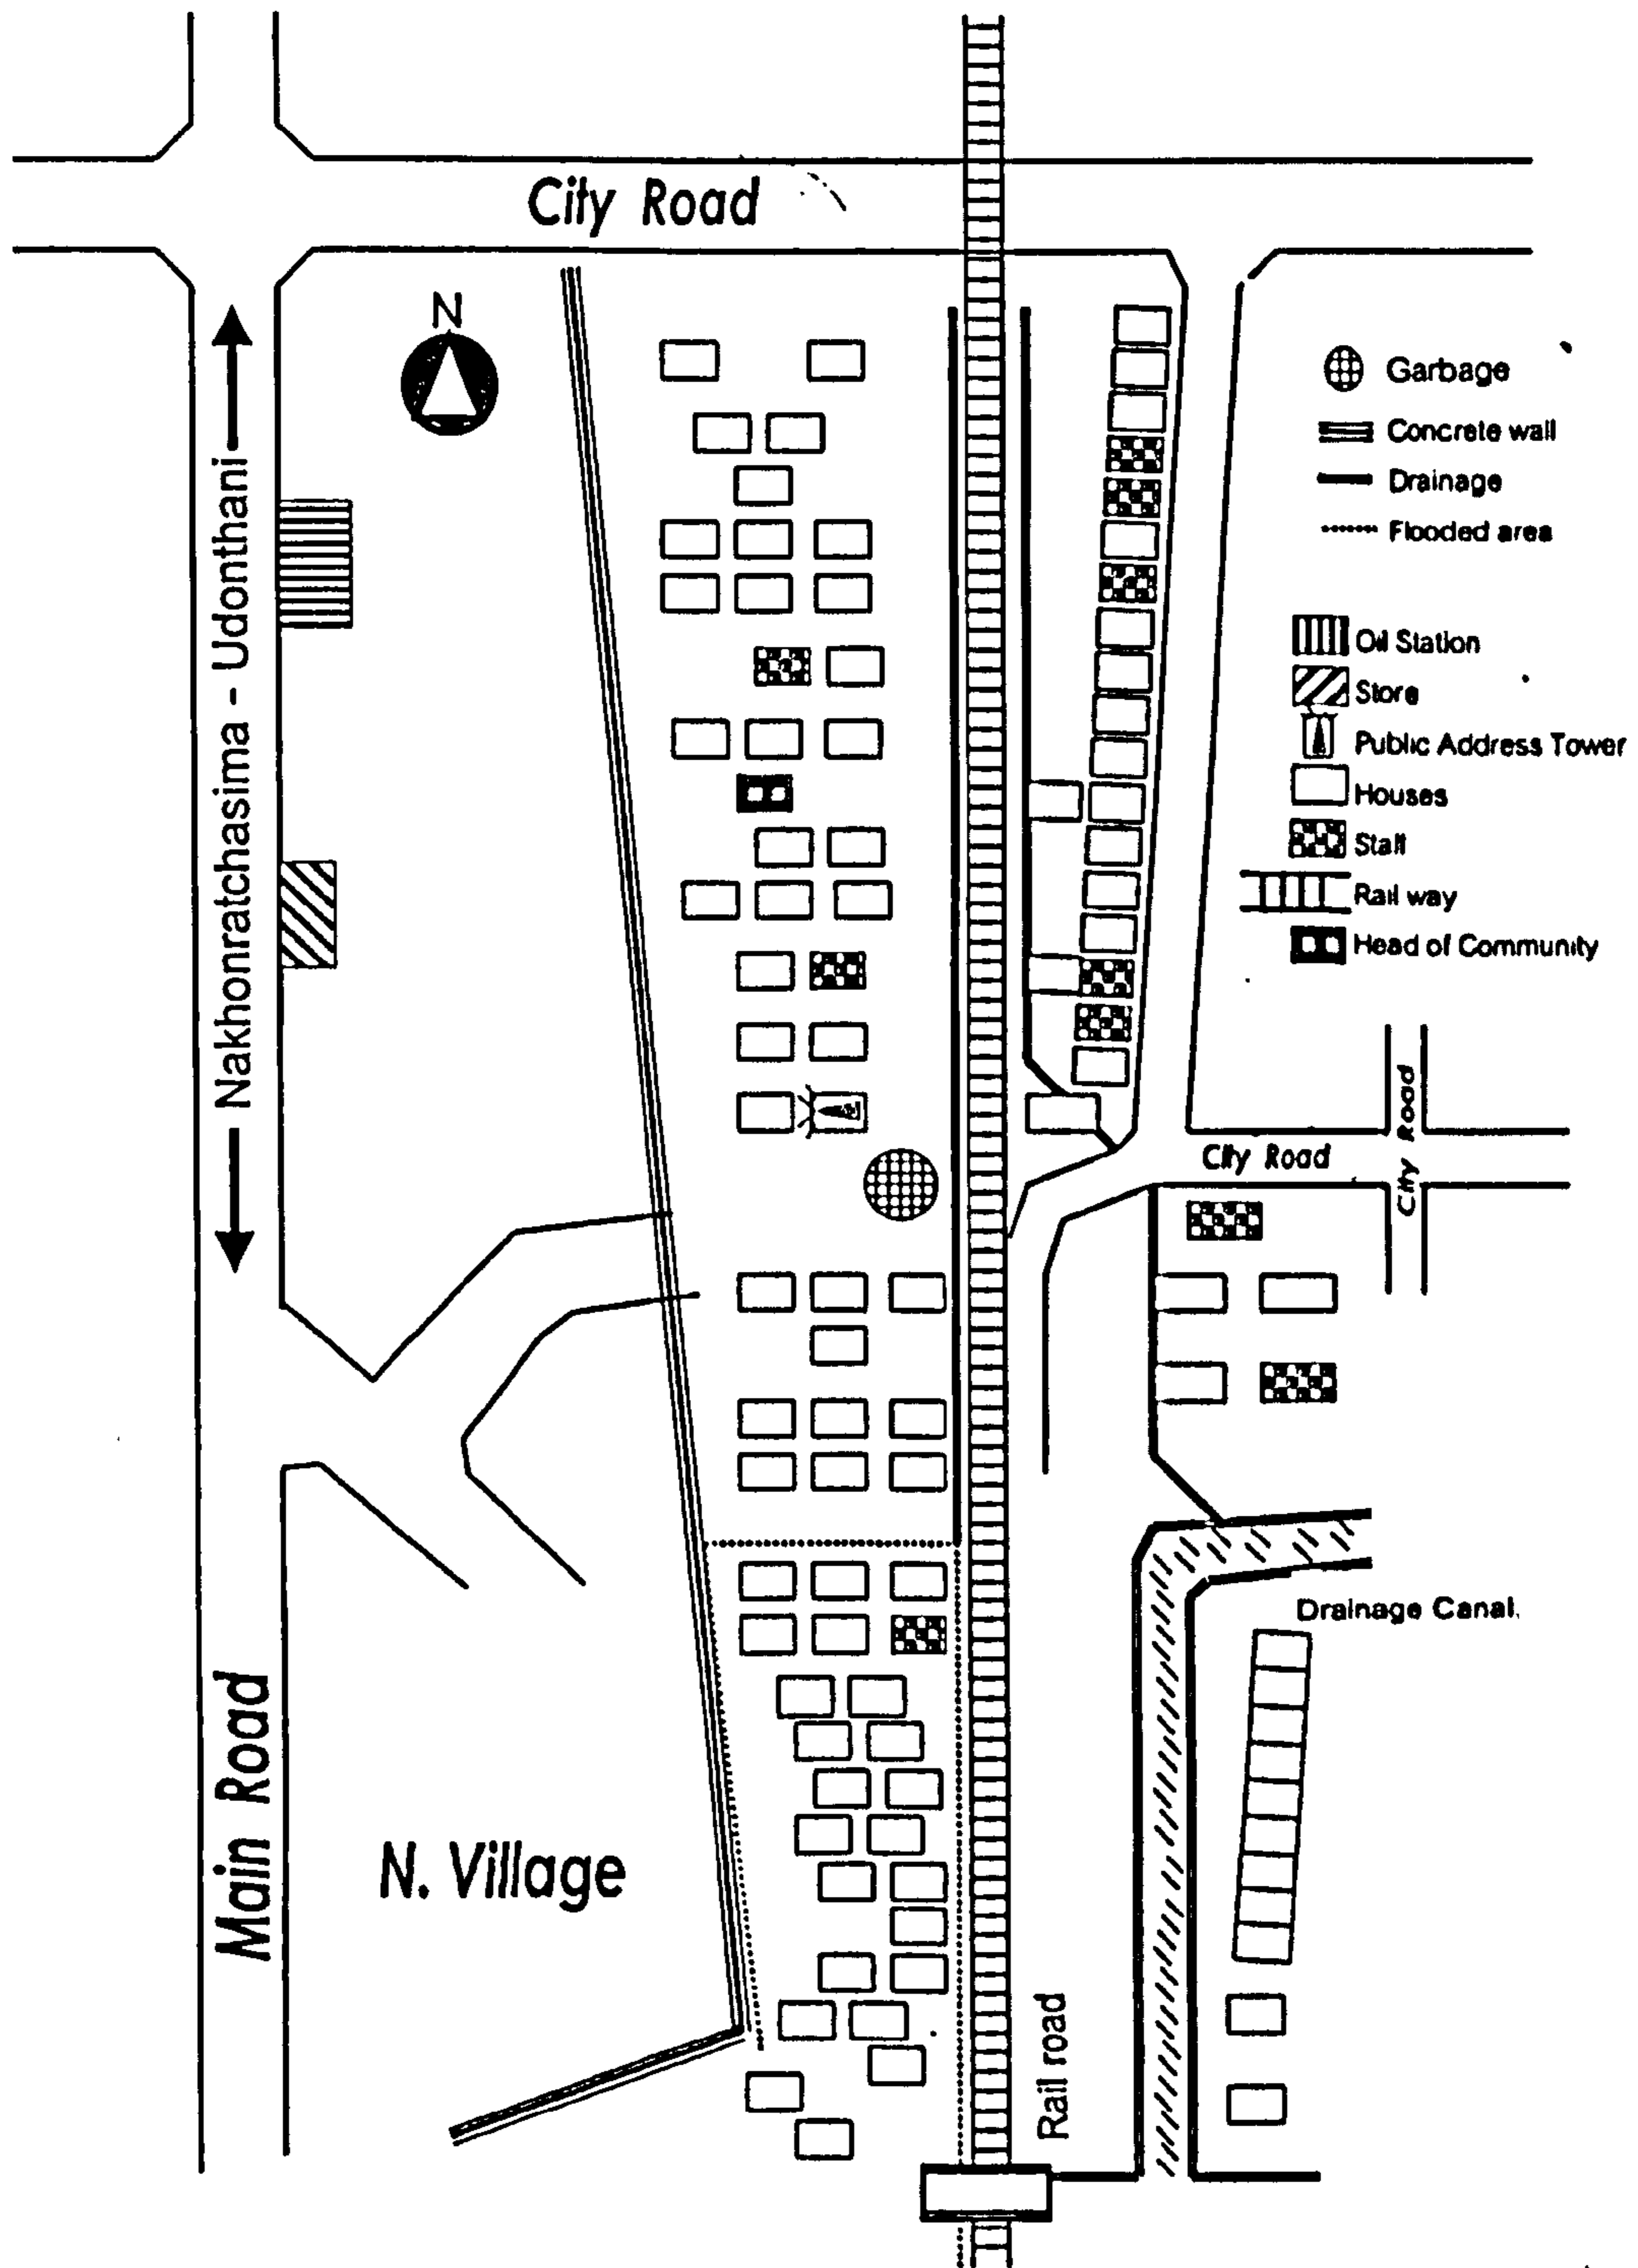 City Road
N
Garbage
Concrete wall
Drainage
Flooded area
Nakhonratchasima - Udonthani
Oil Station
Store
Public Address Tower
Houses
Stall
Rail way
Head of Community
City Road
City Road
Drainage Canal.
Main Road
N. Village
Rail road